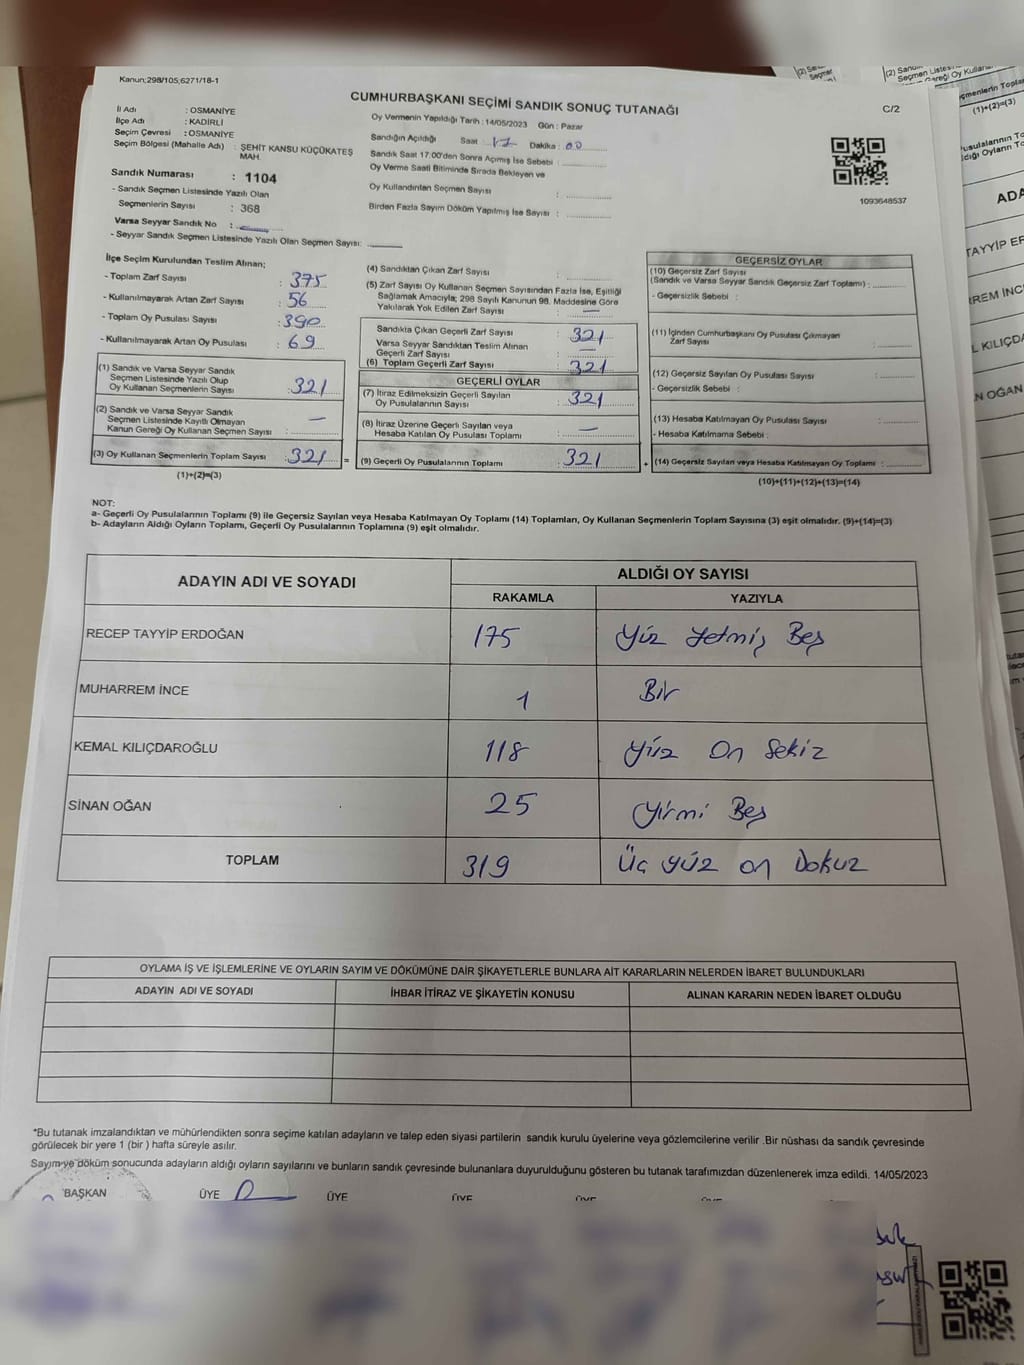 Kanun;298/105;6271/18-1
CUMHURBAŞKANI SEÇİMİ SANDIK SONUÇ TUTANAĞI
C/2
İl Adı : OSMANİYE
İlçe Adı : KADİRLİ
Seçim Çevresi : OSMANİYE
Seçim Bölgesi (Mahalle Adı) : ŞEHİT KANSU KÜÇÜKATEŞ MAH.
Sandık Numarası : 1104
- Sandık Seçmen Listesinde Yazılı Olan
Seçmenlerin Sayısı : 368
Varsa Seyyar Sandık No :
- Seyyar Sandık Seçmen Listesinde Yazılı Olan Seçmen Sayısı:
Oy Vermenin Yapıldığı Tarih : 14/05/2023 Gün : Pazar
Sandığın Açıldığı Saat 17 Dakika : 00
Sandık Saat 17.00'den Sonra Açımış İse Sebebi :
Oy Verme Saati Bitiminde Sırada Bekleyen ve
Oy Kullandırılan Seçmen Sayısı :
Birden Fazla Sayım Döküm Yapılmış İse Sayısı :
1093648537
İlçe Seçim Kurulundan Teslim Alınan;
- Toplam Zarf Sayısı : 375
- Kullanılmayarak Artan Zarf Sayısı : 56
- Toplam Oy Pusulası Sayısı : 390
- Kullanılmayarak Artan Oy Pusulası : 69
(1) Sandık ve Varsa Seyyar Sandık
Seçmen Listesinde Yazılı Olup
Oy Kullanan Seçmenlerin Sayısı : 321
(2) Sandık ve Varsa Seyyar Sandık
Seçmen Listesinde Kayıtlı Olmayan
Kanun Gereği Oy Kullanan Seçmen Sayısı : —
(3) Oy Kullanan Seçmenlerin Toplam Sayısı : 321 =
(1)+(2)=(3)
(4) Sandıktan Çıkan Zarf Sayısı :
(5) Zarf Sayısı Oy Kullanan Seçmen Sayısından Fazla İse, Eşitliği
Sağlamak Amacıyla; 298 Sayılı Kanunun 98. Maddesine Göre
Yakılarak Yok Edilen Zarf Sayısı : —
Sandıkta Çıkan Geçerli Zarf Sayısı : 321
Varsa Seyyar Sandıktan Teslim Alınan
Geçerli Zarf Sayısı : —
(6) Toplam Geçerli Zarf Sayısı : 321
GEÇERLİ OYLAR
(7) İtiraz Edilmeksizin Geçerli Sayılan
Oy Pusulalarının Sayısı : 321
(8) İtiraz Üzerine Geçerli Sayılan veya
Hesaba Katılan Oy Pusulası Toplamı : —
(9) Geçerli Oy Pusulalarının Toplamı : 321 +
GEÇERSİZ OYLAR
(10) Geçersiz Zarf Sayısı
(Sandık ve Varsa Seyyar Sandık Geçersiz Zarf Toplamı) :
- Geçersizlik Sebebi :
(11) İçinden Cumhurbaşkanı Oy Pusulası Çıkmayan
Zarf Sayısı :
(12) Geçersiz Sayılan Oy Pusulası Sayısı :
- Geçersizlik Sebebi :
(13) Hesaba Katılmayan Oy Pusulası Sayısı :
- Hesaba Katılmama Sebebi :
(14) Geçersiz Sayılan veya Hesaba Katılmayan Oy Toplamı :
(10)+(11)+(12)+(13)=(14)
NOT:
a- Geçerli Oy Pusulalarının Toplamı (9) ile Geçersiz Sayılan veya Hesaba Katılmayan Oy Toplamı (14) Toplamları, Oy Kullanan Seçmenlerin Toplam Sayısına (3) eşit olmalıdır. (9)+(14)=(3)
b- Adayların Aldığı Oyların Toplamı, Geçerli Oy Pusulalarının Toplamına (9) eşit olmalıdır.
ADAYIN ADI VE SOYADI ALDIĞI OY SAYISI
RAKAMLA YAZIYLA
RECEP TAYYİP ERDOĞAN 175 Yüz Yetmiş Beş
MUHARREM İNCE 1 Bir
KEMAL KILIÇDAROĞLU 118 Yüz On Sekiz
SİNAN OĞAN 25 Yirmi Beş
TOPLAM 319 Üç yüz on Dokuz
OYLAMA İŞ VE İŞLEMLERİNE VE OYLARIN SAYIM VE DÖKÜMÜNE DAİR ŞİKAYETLERLE BUNLARA AİT KARARLARIN NELERDEN İBARET BULUNDUKLARI
ADAYIN ADI VE SOYADI İHBAR İTİRAZ VE ŞİKAYETİN KONUSU ALINAN KARARIN NEDEN İBARET OLDUĞU
*Bu tutanak imzalandıktan ve mühürlendikten sonra seçime katılan adayların ve talep eden siyasi partilerin sandık kurulu üyelerine veya gözlemcilerine verilir .Bir nüshası da sandık çevresinde
görülecek bir yere 1 (bir ) hafta süreyle asılır.
Sayım ve döküm sonucunda adayların aldığı oyların sayılarını ve bunların sandık çevresinde bulunanlara duyurulduğunu gösteren bu tutanak tarafımızdan düzenlenerek imza edildi. 14/05/2023
BAŞKAN ÜYE ÜYE ÜYE ÜYE ÜYE